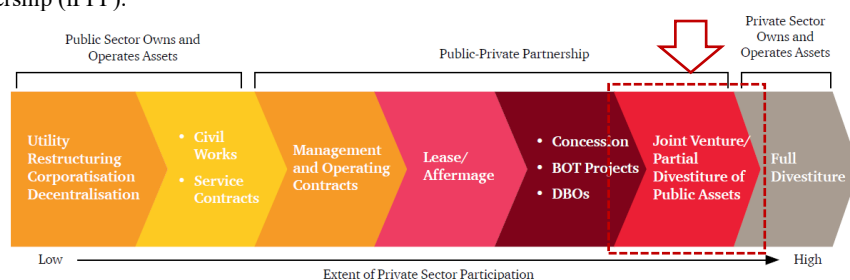 Public Sector Owns and
Operates Assets
Public-Private Partnership
Private Sector
Owns and
Operates Assets
Utility
Restructuring
Corporatisation
Decentralisation
• Civil
Works
• Service
Contracts
Management
and Operating
Contracts
Lease/
Affermage
• Concession
• BOT Projects
• DBOs
Joint Venture/
Partial
Divestiture of
Public Assets
Full
Divestiture
Low
High
Extent of Private Sector Participation